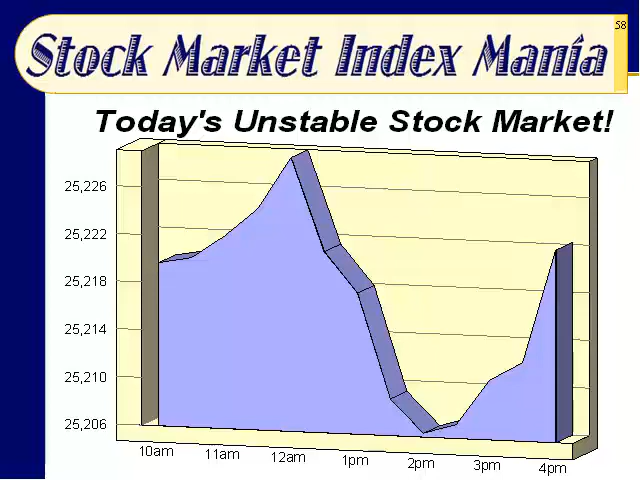 58
Stock Market Index Mania
Today's Unstable Stock Market!
25,226
25,222
25,218
25,214
25,210
25,206
10am 11am 12am 1pm 2pm 3pm 4pm